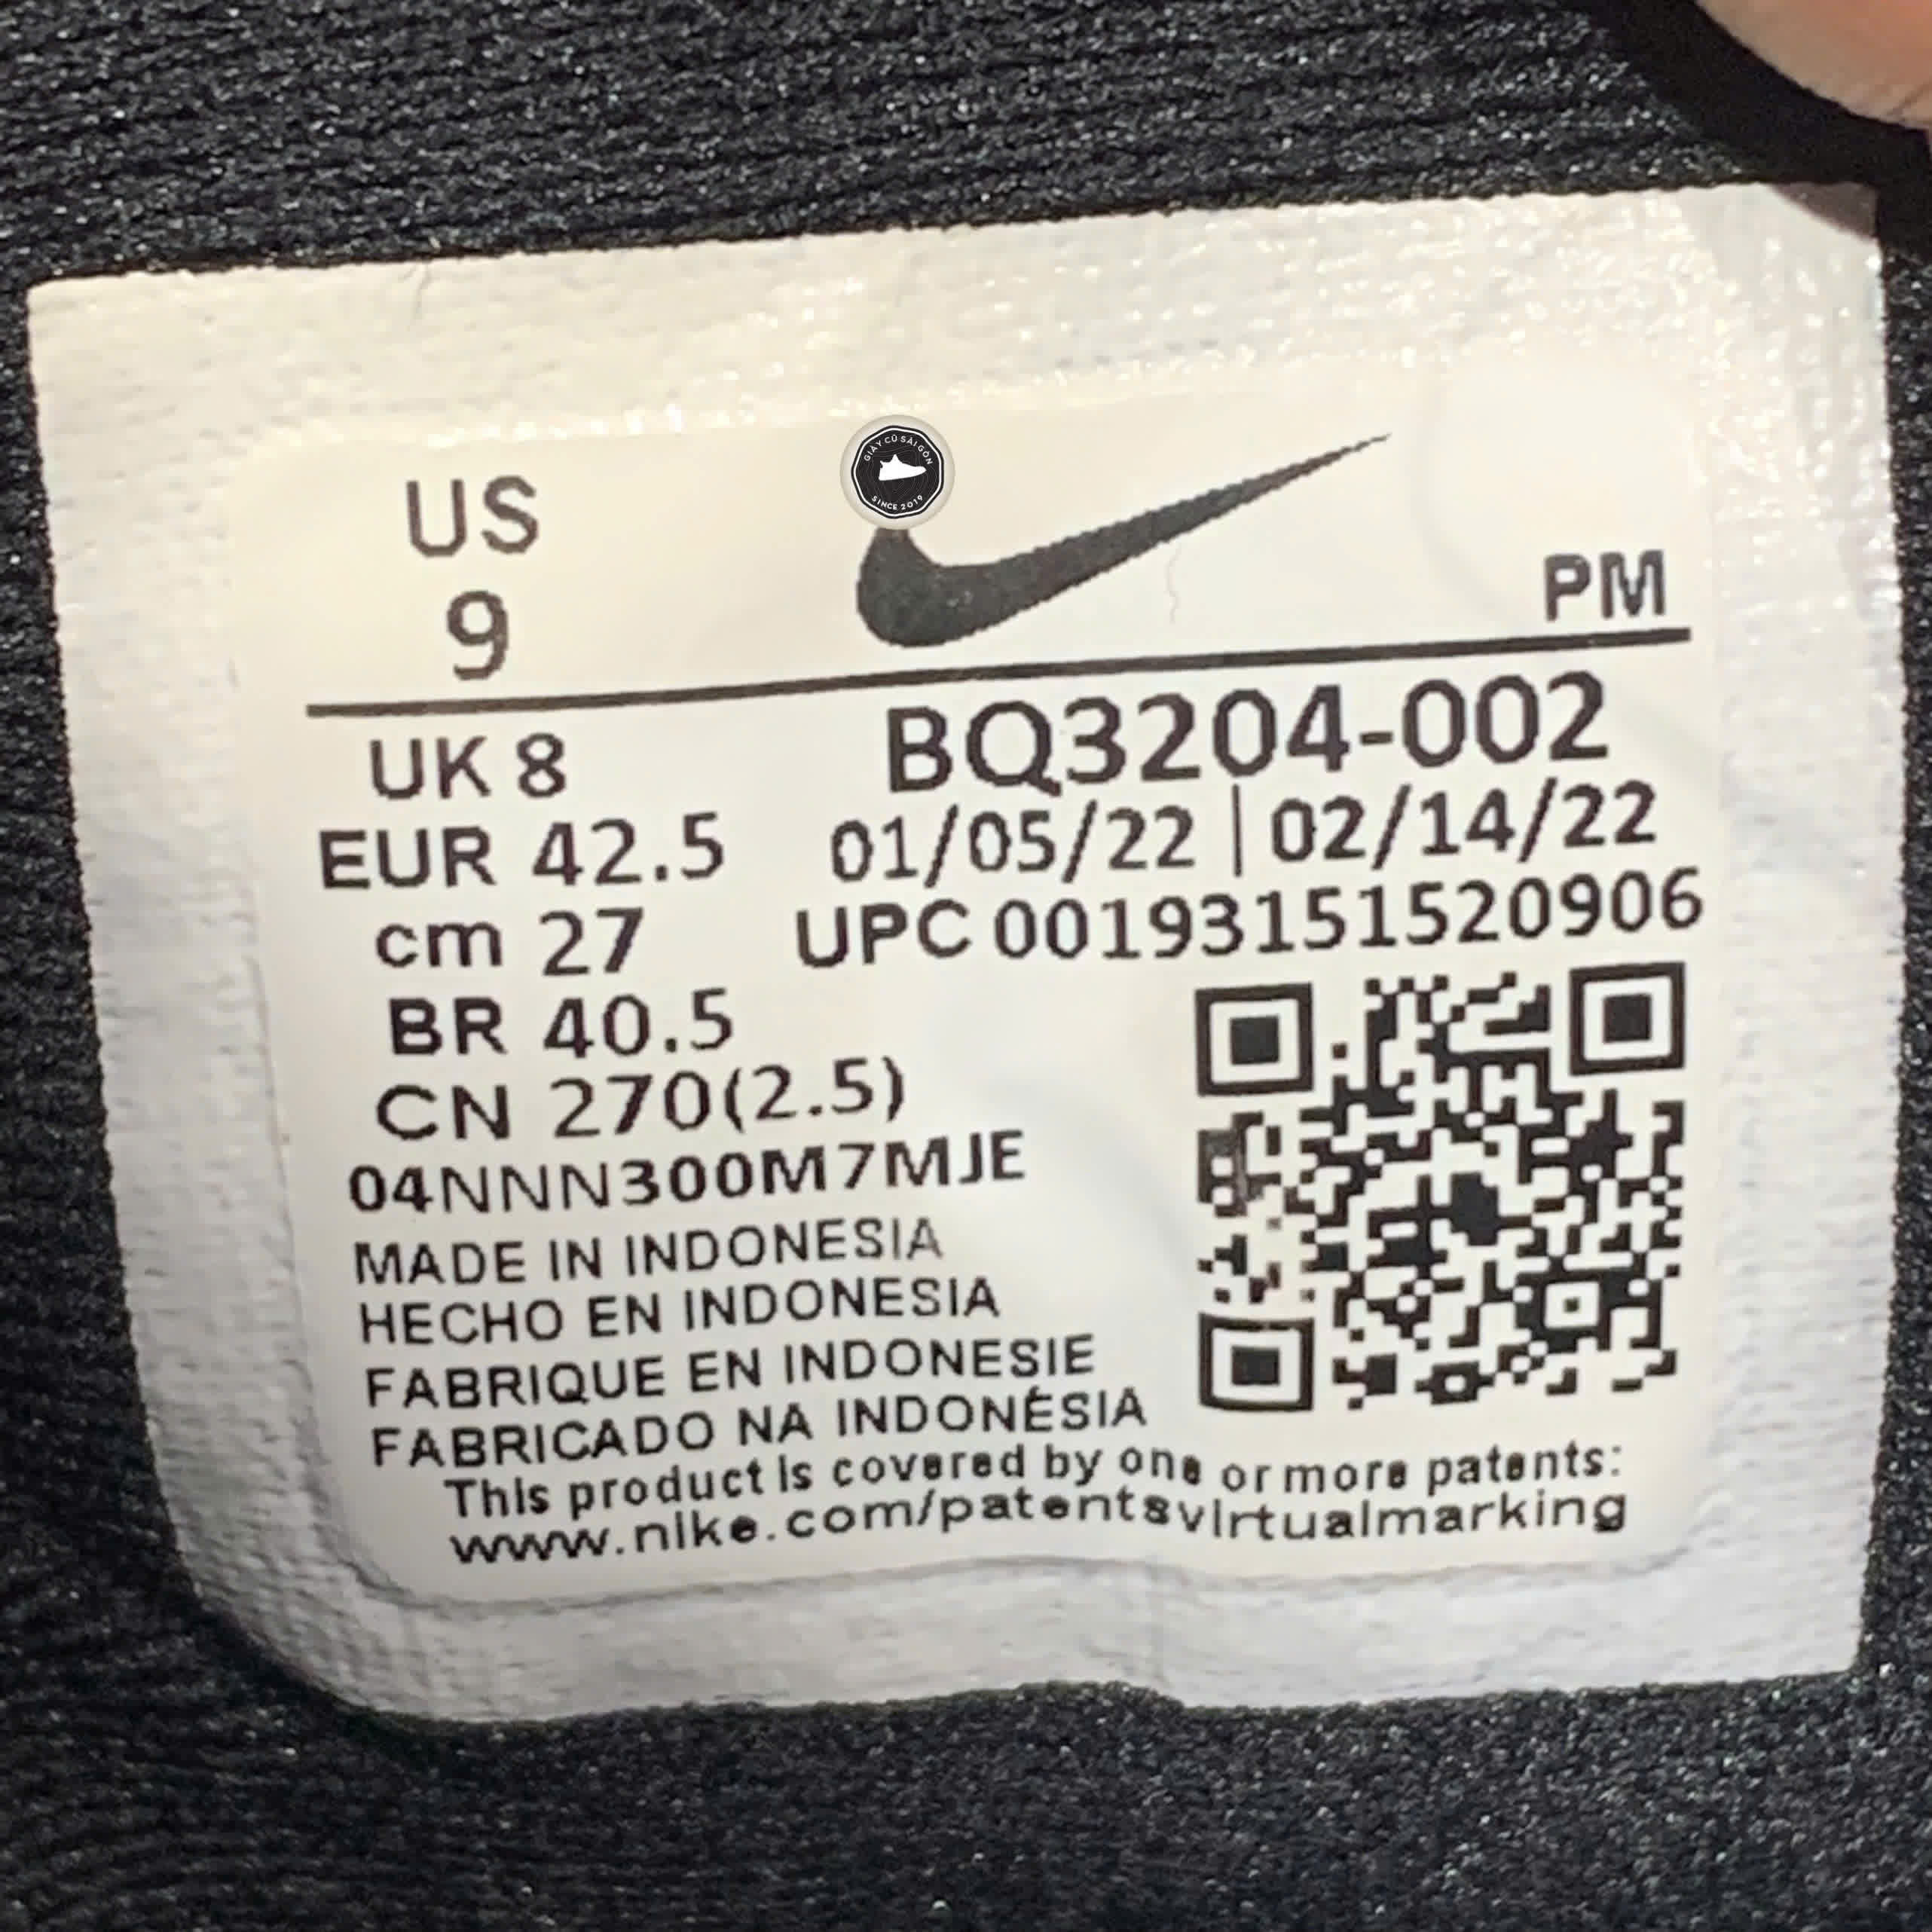 GIÀY CŨ SÀI GÒN
SINCE 2019
US
9
PM
UK 8
BQ3204-002
EUR 42.5
01/05/22 | 02/14/22
cm 27
UPC 00193151520906
BR 40.5
CN 270(2.5)
04NNN300M7MJE
MADE IN INDONESIA
HECHO EN INDONESIA
FABRIQUE EN INDONESIE
FABRICADO NA INDONÉSIA
This product is covered by one or more patents:
www.nike.com/patentsvirtualmarking